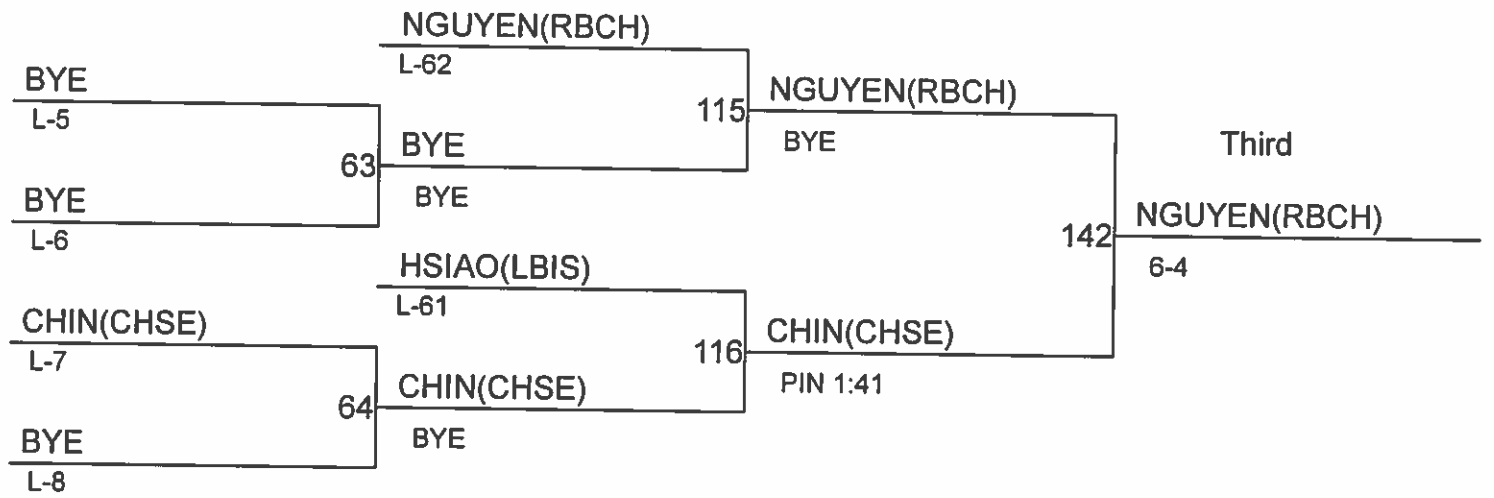 NGUYEN(RBCH)
L-62
BYE
L-5
115
NGUYEN(RBCH)
BYE
63
BYE
BYE
Third
BYE
L-6
142
NGUYEN(RBCH)
6-4
HSIAO(LBIS)
L-61
CHIN(CHSE)
L-7
116
CHIN(CHSE)
PIN 1:41
64
CHIN(CHSE)
BYE
BYE
L-8